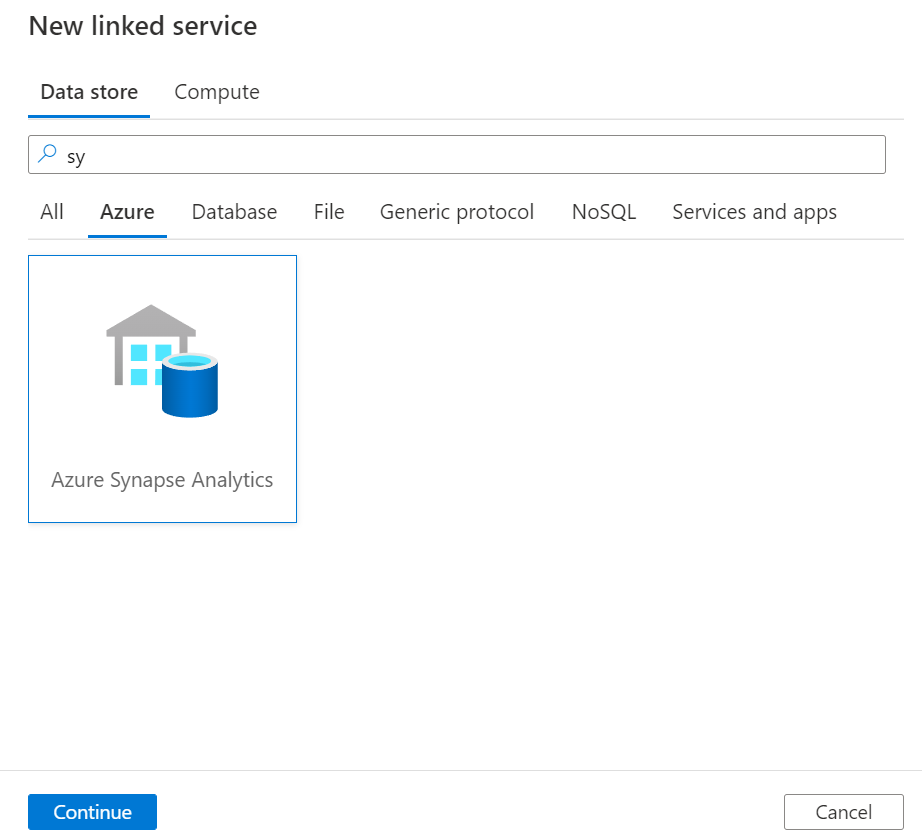 New linked service
Data store Compute
sy
All Azure Database File Generic protocol NoSQL Services and apps
Azure Synapse Analytics
Continue Cancel